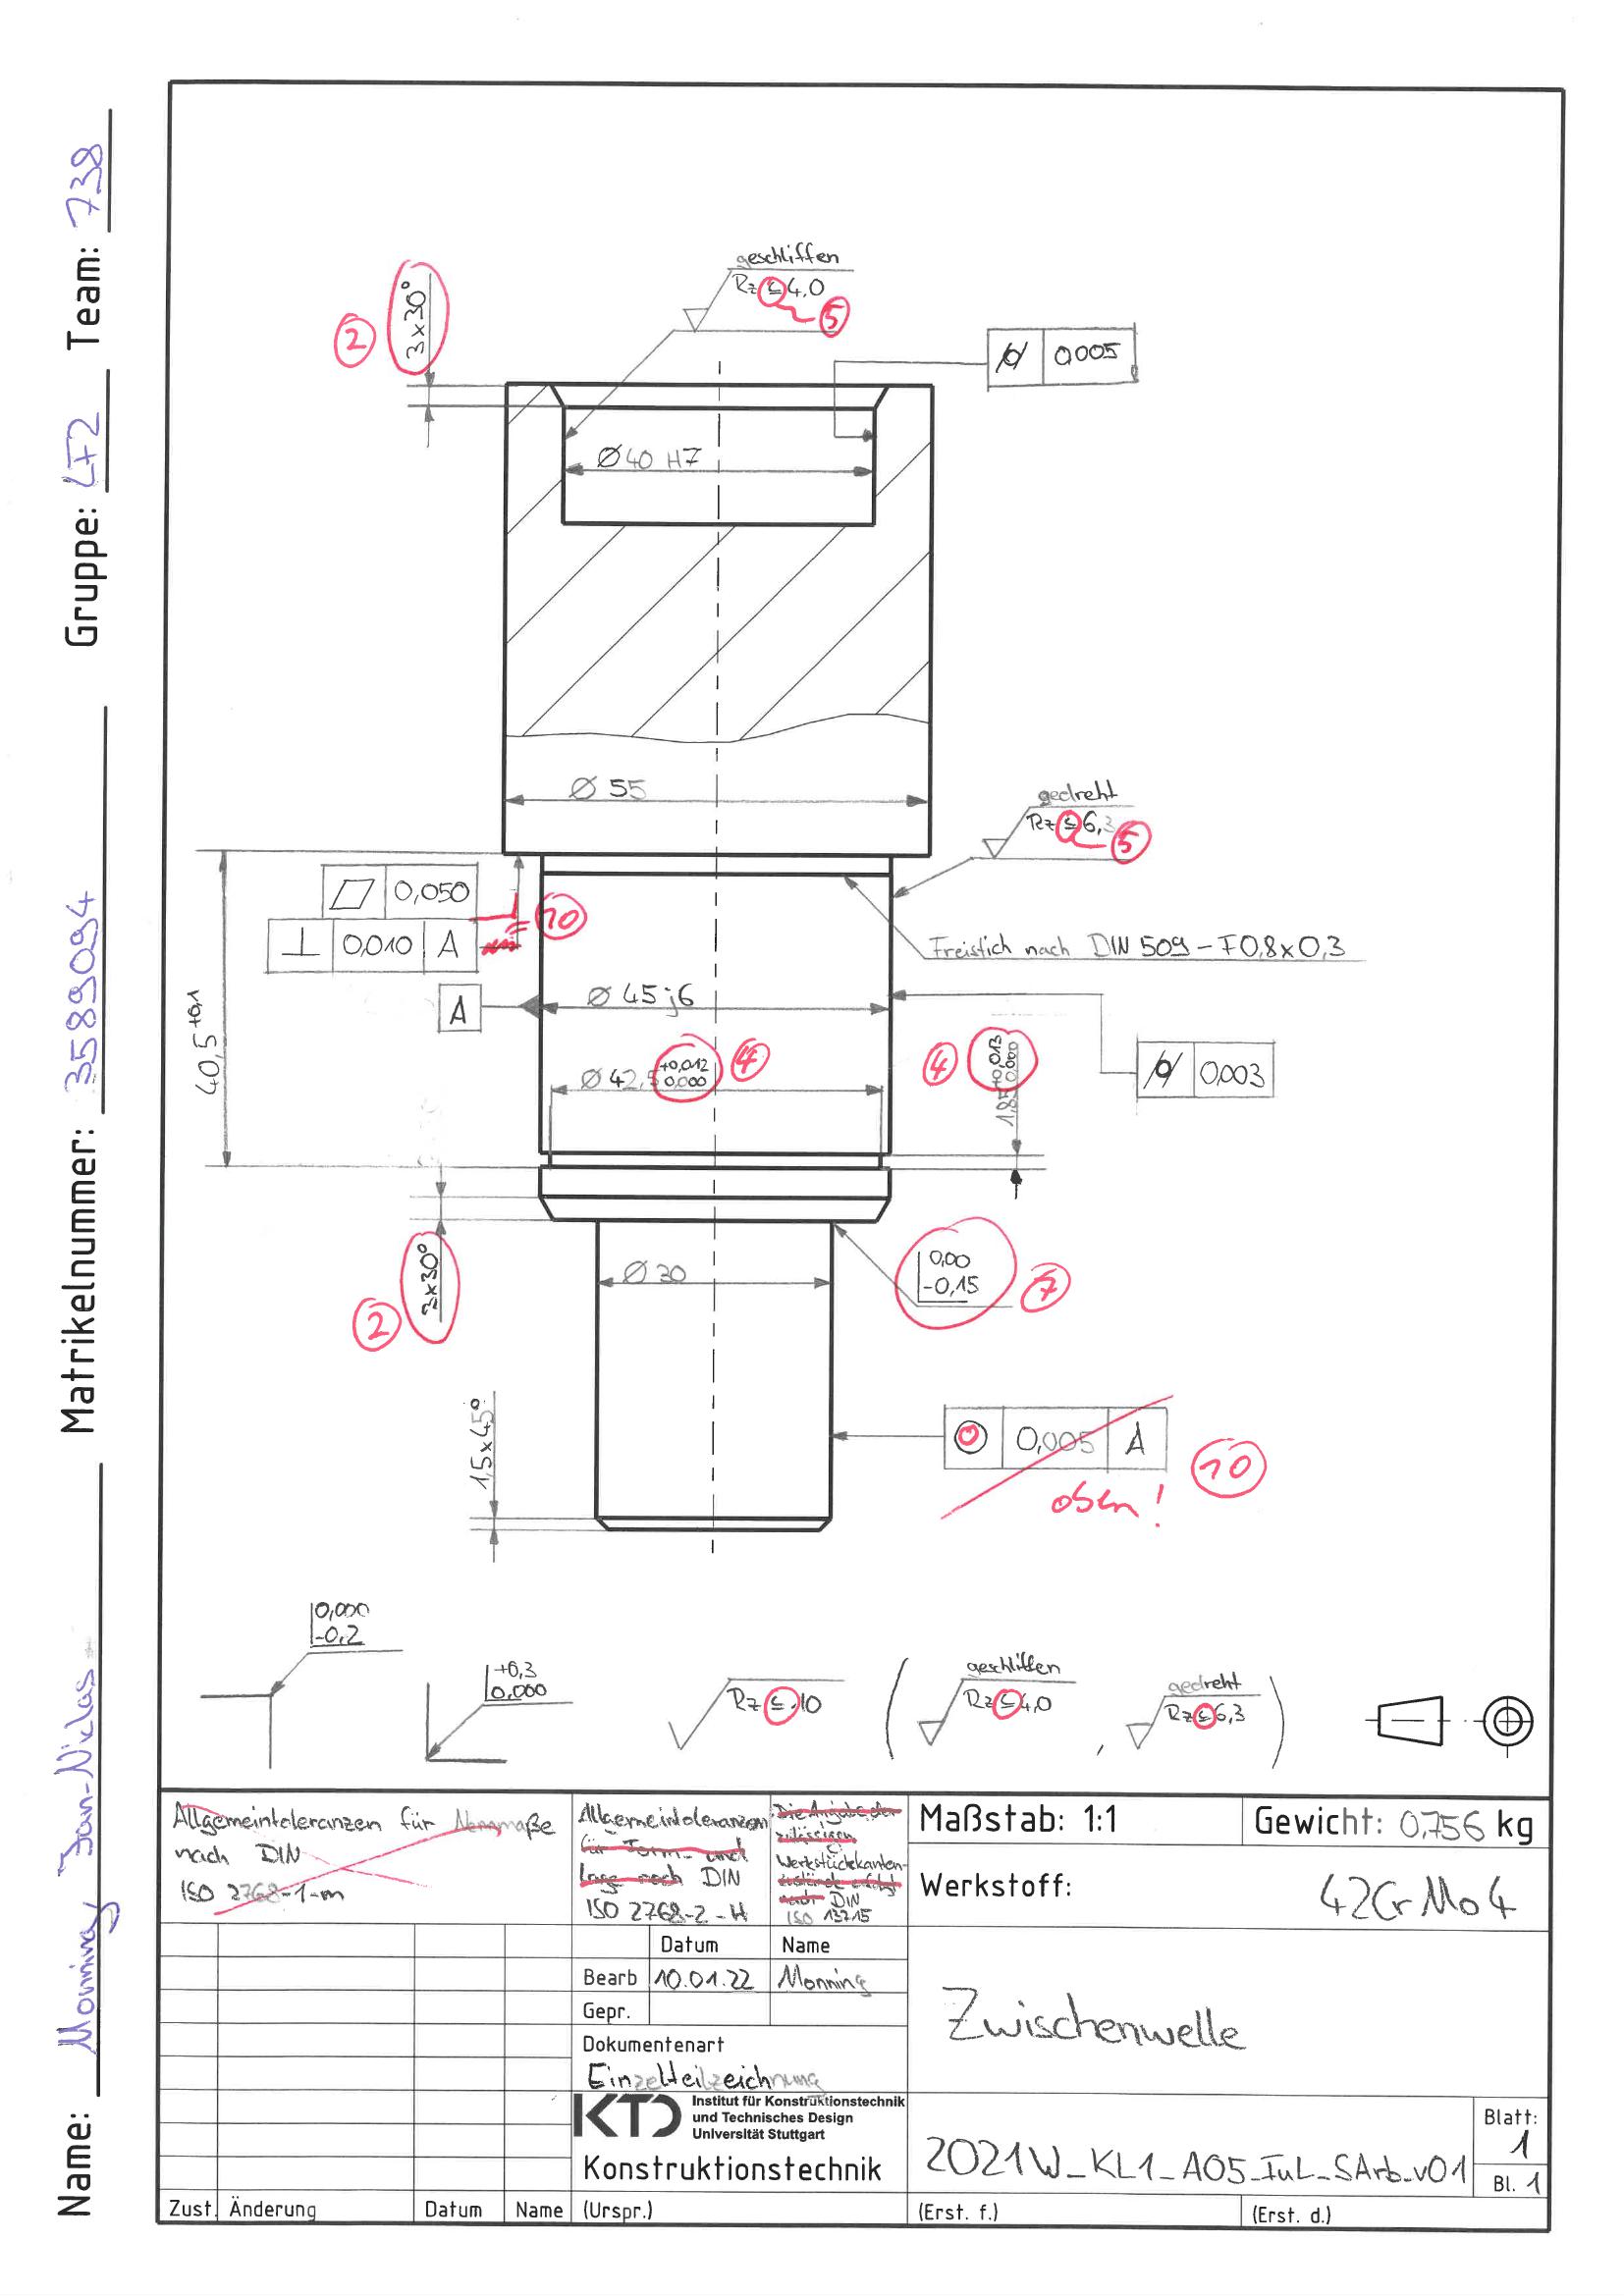 Name: Monning Jan-Niclas
Matrikelnummer: 3589094
Gruppe: L72
Team: 738
geschliffen
Rz ≤ 4,0
5
2
3x30°
0,005
Ø40 H7
Ø 55
gedreht
Rz ≤ 6,3
5
0,050
10
⊥ 0,010 A
Freistich nach DIN 509 – F0,8x0,3
A
Ø 45 j6
40,5 +0,1
Ø 42,5 +0,012 0,000
4
4
1,85 +0,13 0,000
0,003
0,00
-0,15
7
Ø 30
2
3x30°
1,5x45°
0,005 A
10
oben!
0,000
-0,2
+0,3
0,000
Rz ≤ 10
geschliffen
Rz ≤ 4,0
,
gedreht
Rz ≤ 6,3
Allgemeintoleranzen für Nennmaße
nach DIN
ISO 2768-1-m
Allgemeintoleranzen
für Form- und
Lage nach DIN
ISO 2768-2-H
Die Angabe der
zulässigen
Werkstückkanten-
zustände erfolgt
nach DIN
ISO 13715
Maßstab: 1:1
Gewicht: 0,756 kg
Werkstoff: 42CrMo4
Datum Name
Bearb 10.01.22 Monning
Gepr.
Dokumentenart
Einzelteilzeichnung
Zwischenwelle
KTD Institut für Konstruktionstechnik
und Technisches Design
Universität Stuttgart
Konstruktionstechnik
2021W_KL1_A05_IuL_SArb_v01
Blatt:
1
Bl. 1
Zust. Änderung Datum Name (Urspr.) (Erst. f.) (Erst. d.)